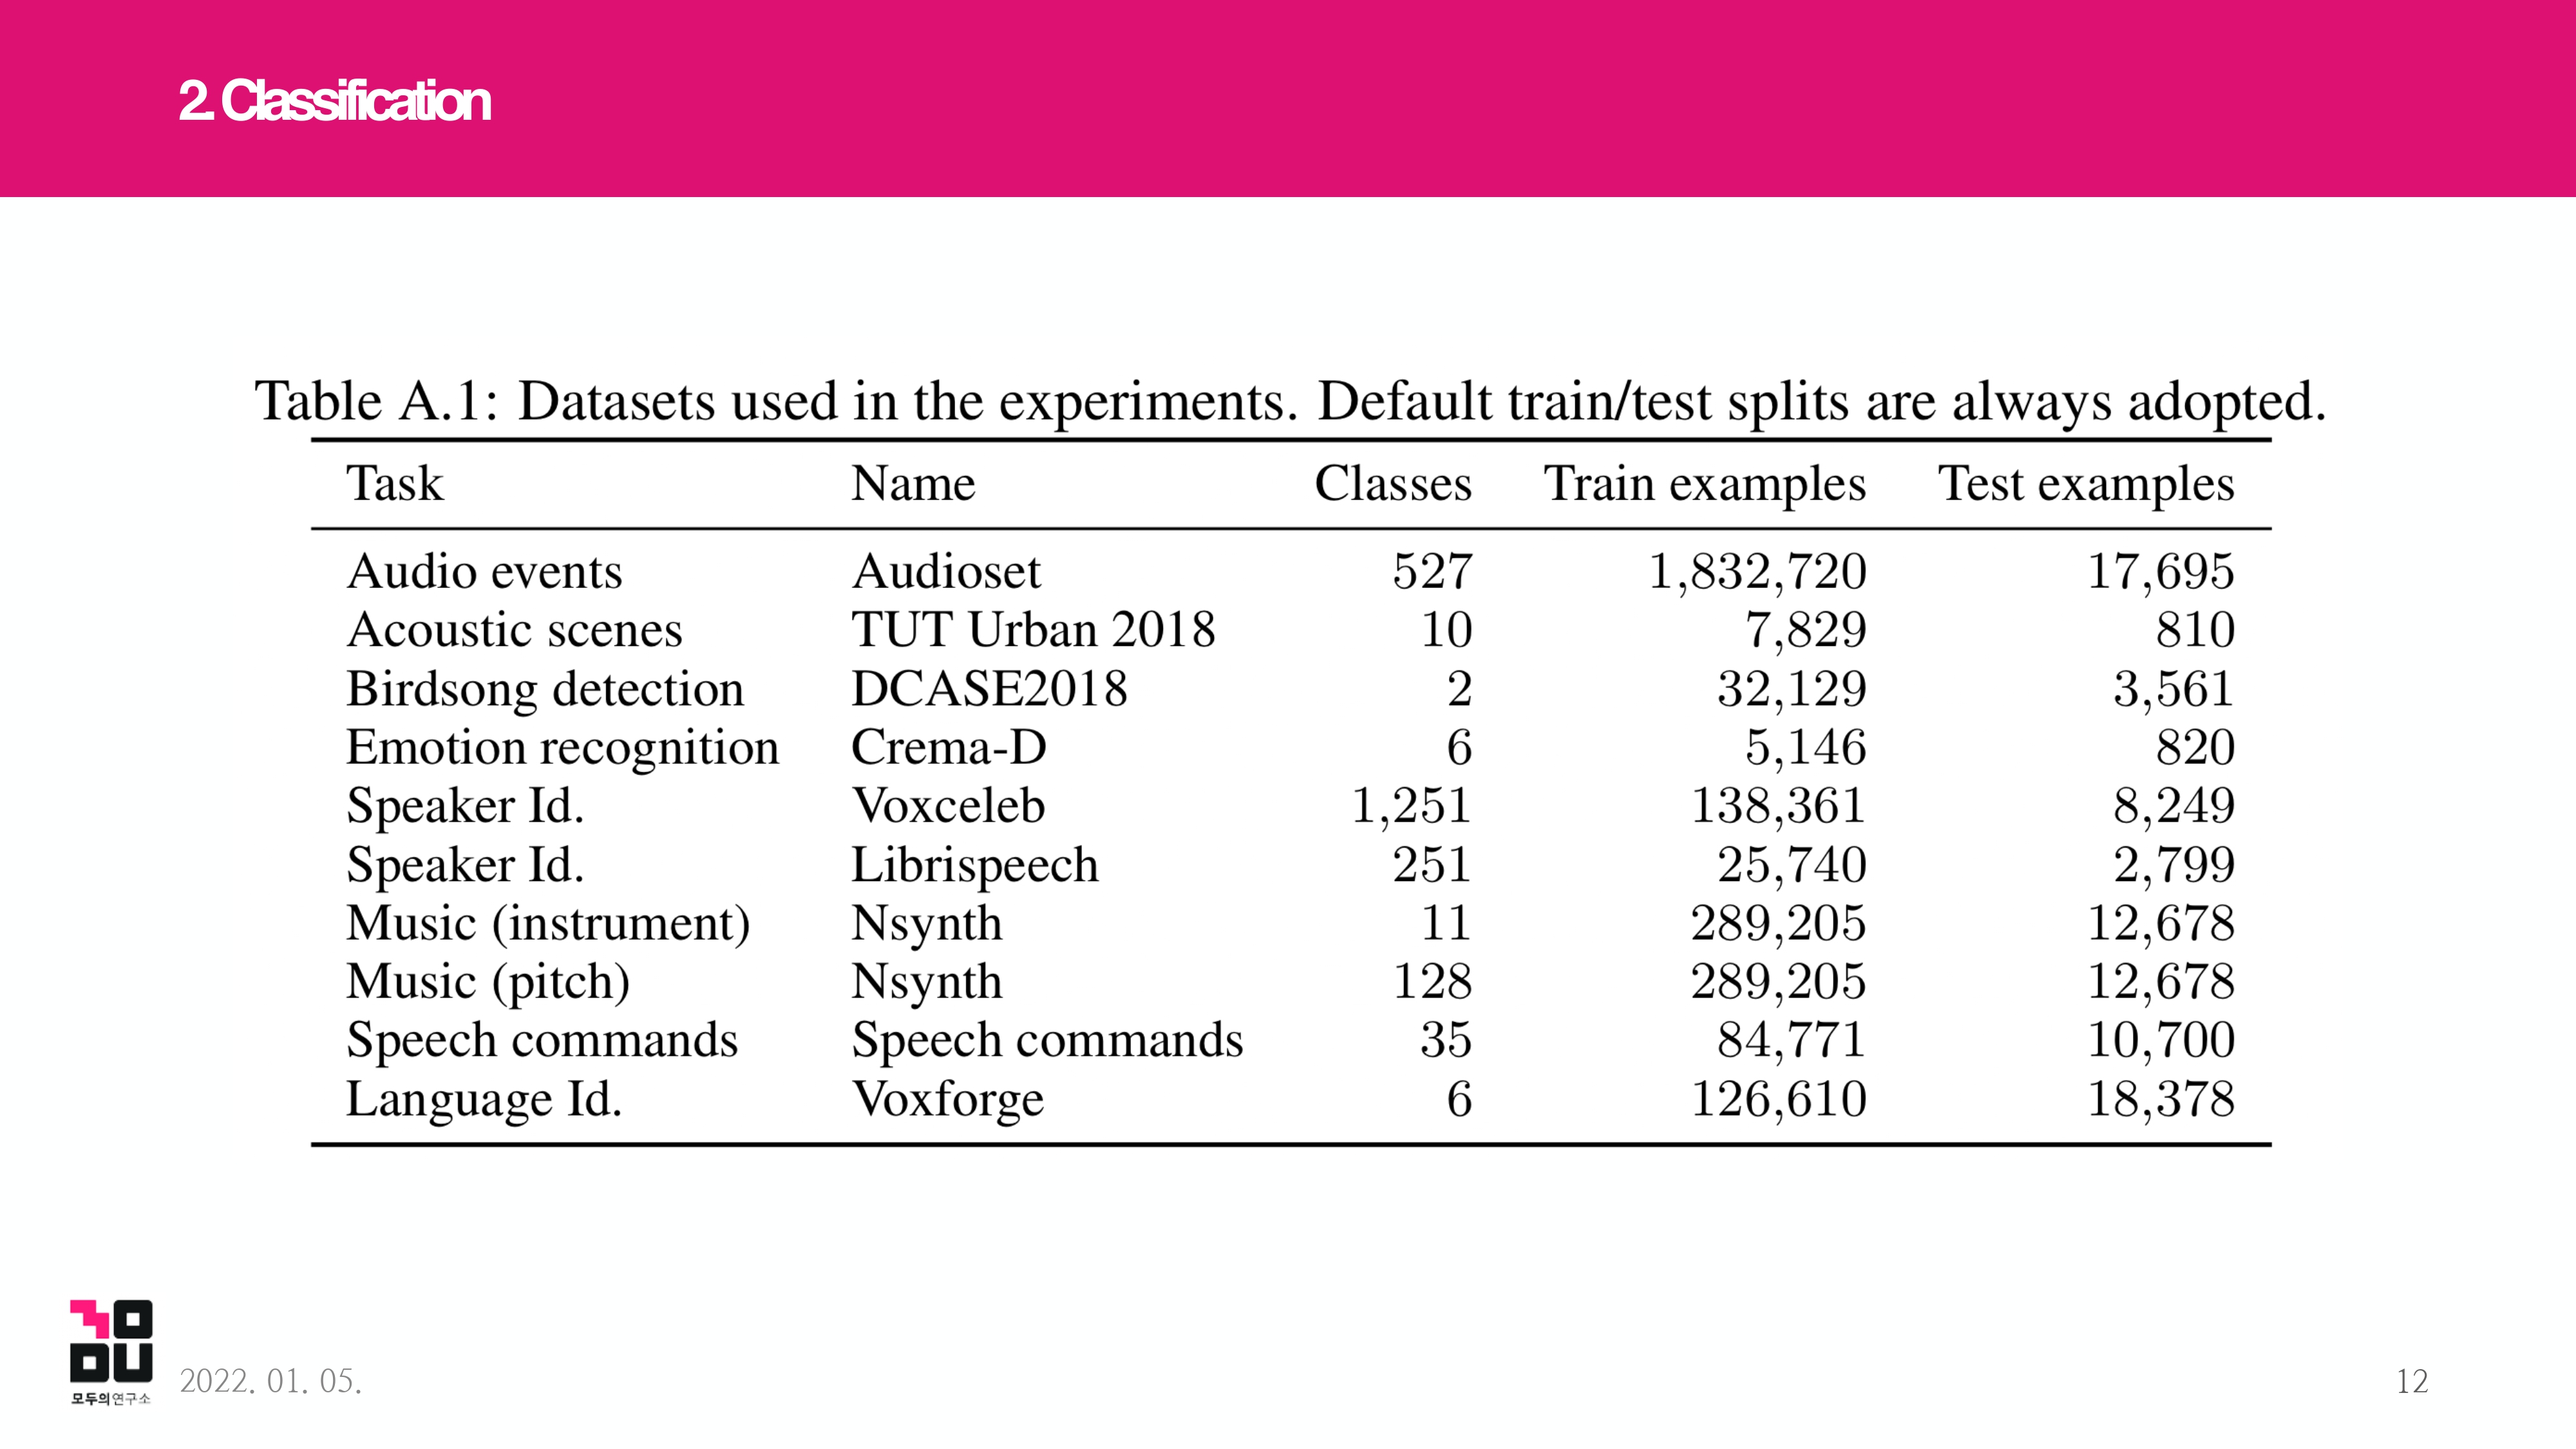 2. Classification
Table A.1: Datasets used in the experiments. Default train/test splits are always adopted.
Task Name Classes Train examples Test examples
Audio events Audioset 527 1,832,720 17,695
Acoustic scenes TUT Urban 2018 10 7,829 810
Birdsong detection DCASE2018 2 32,129 3,561
Emotion recognition Crema-D 6 5,146 820
Speaker Id. Voxceleb 1,251 138,361 8,249
Speaker Id. Librispeech 251 25,740 2,799
Music (instrument) Nsynth 11 289,205 12,678
Music (pitch) Nsynth 128 289,205 12,678
Speech commands Speech commands 35 84,771 10,700
Language Id. Voxforge 6 126,610 18,378
모두의연구소
2022. 01. 05.
12